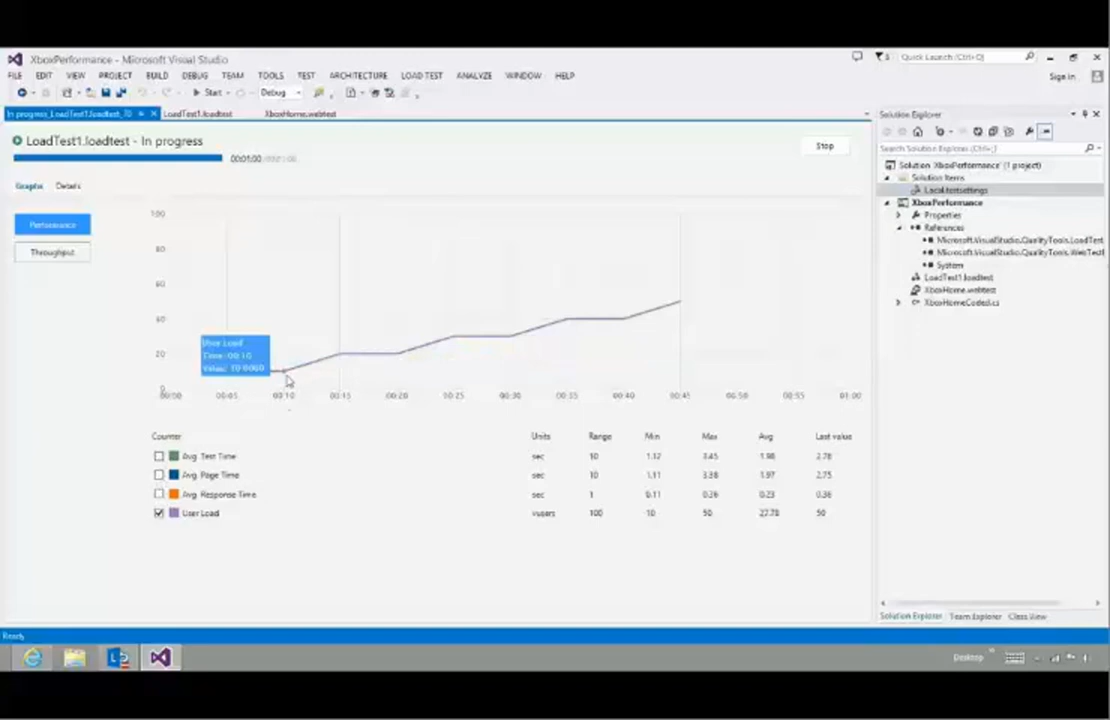 XboxPerformance - Microsoft Visual Studio
Quick Launch (Ctrl+Q)
FILE EDIT VIEW PROJECT BUILD DEBUG TEAM TOOLS TEST ARCHITECTURE LOAD TEST ANALYZE WINDOW HELP
Sign in
Start Debug
In progress_LoadTest1.loadtest_70 LoadTest1.loadtest XboxHome.webtest
LoadTest1.loadtest - In progress
Stop
00:01:00 /00:01:00
Graphs Details
Performance
Throughput
100
80
60
40
20
0
User Load
Time: 00:10
Value: 10.0000
00:00 00:05 00:10 00:15 00:20 00:25 00:30 00:35 00:40 00:45 00:50 00:55 01:00
Counter Units Range Min Max Avg Last value
Avg. Test Time sec 10 1.12 3.45 1.98 2.78
Avg. Page Time sec 10 1.11 3.38 1.97 2.75
Avg. Response Time sec 1 0.11 0.36
User Load vusers 100 10 50 27.78 50
Solution Explorer
Search Solution Explorer (Ctrl+;)
Solution 'XboxPerformance' (1 project)
Solution Items
Local.testsettings
XboxPerformance
Properties
References
Microsoft.VisualStudio.QualityTools.LoadTest
Microsoft.VisualStudio.QualityTools.WebTest
System
LoadTest1.loadtest
XboxHome.webtest
XboxHomeCoded.cs
Solution Explorer Team Explorer Class View
Ready
Desktop